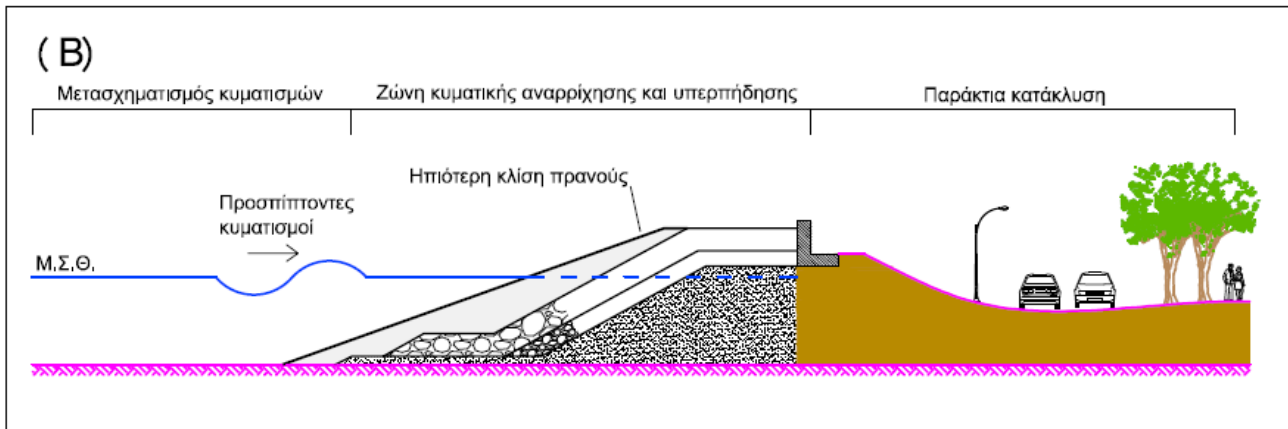 (B)
Μετασχηματισμός κυματισμών
Ζώνη κυματικής αναρρίχησης και υπερπήδησης
Παράκτια κατάκλυση
Ηπιότερη κλίση πρανούς
Προσπίπτοντες
κυματισμοί
Μ.Σ.Θ.